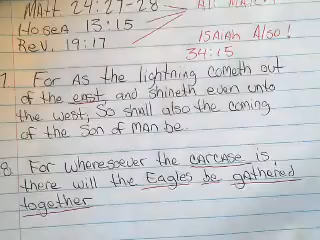 Matt 24:27-28
Hosea 13:15
Rev. 19:17
Isaiah Also!
34:15
7. For as the lightning cometh out
of the east and shineth even unto
the west; So shall also the coming
of the Son of Man be.
8. For wheresoever the carcase is,
there will the Eagles be gathered
together